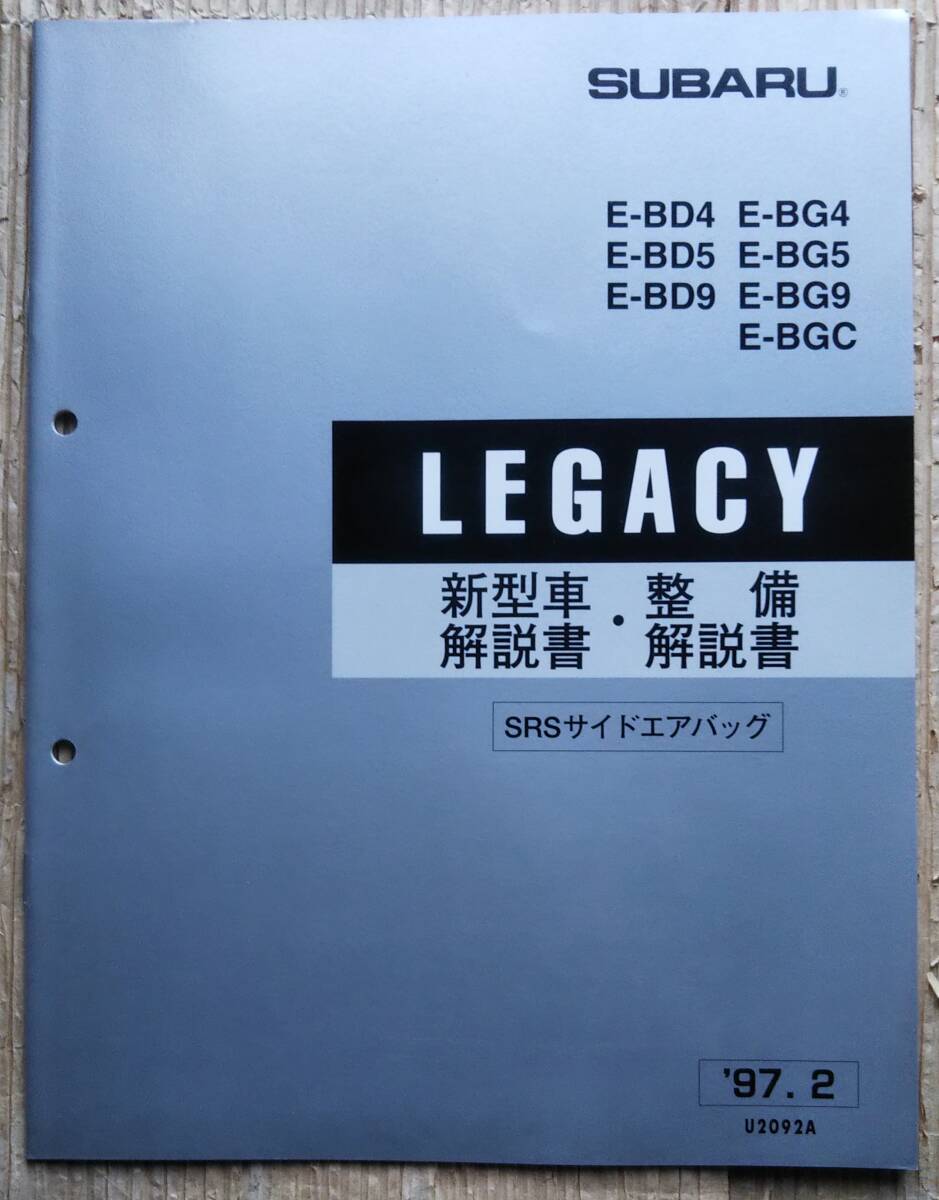 SUBARU®
E-BD4 E-BG4
E-BD5 E-BG5
E-BD9 E-BG9
E-BGC
LEGACY
新型車解説書・整備解説書
SRSサイドエアバッグ
'97. 2
U2092A